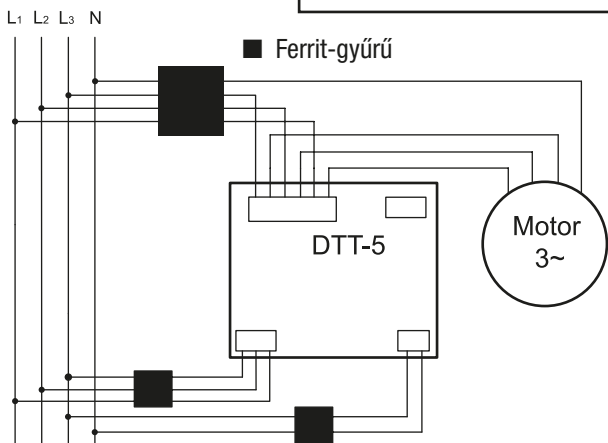 L1 L2 L3 N
■ Ferrit-gyűrű
DTT-5
Motor
3~